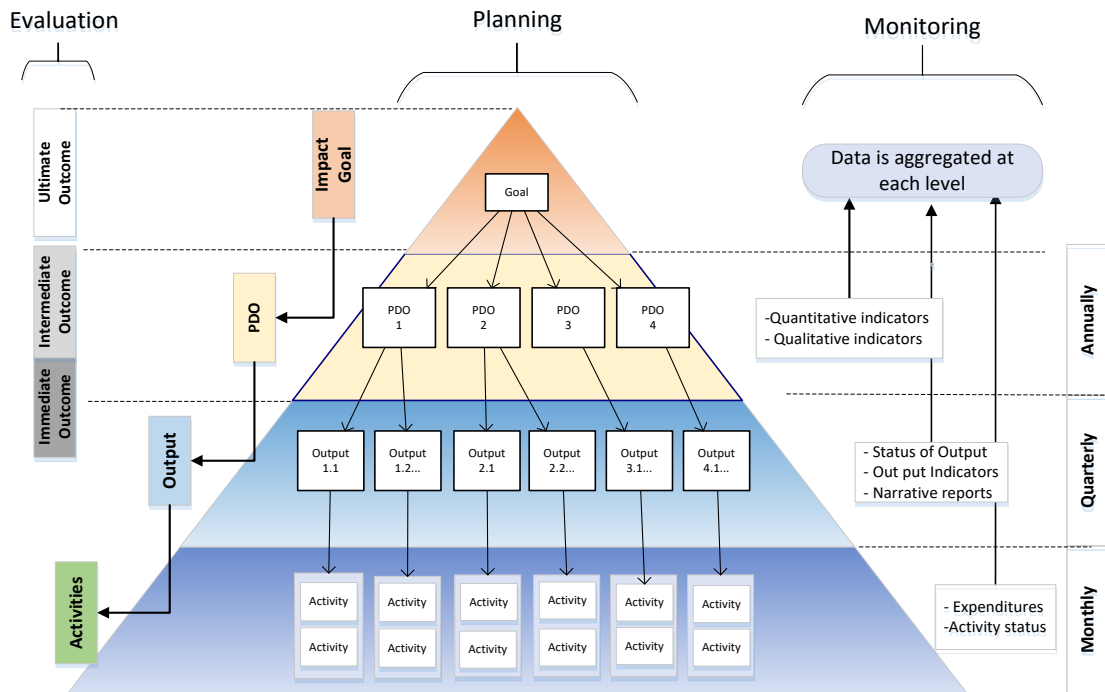 Evaluation
Planning
Monitoring
Ultimate
Outcome
Impact
Goal
Goal
Data is aggregated at
each level
Intermediate
Outcome
PDO
PDO
1
PDO
2
PDO
3
PDO
4
-Quantitative indicators
- Qualitative indicators
Annually
Immediate
Outcome
Output
Output
1.1
Output
1.2...
Output
2.1
Output
2.2...
Output
3.1...
Output
4.1...
- Status of Output
- Out put Indicators
- Narrative reports
Quarterly
Activities
Activity
Activity
Activity
Activity
Activity
Activity
Activity
Activity
Activity
Activity
Activity
Activity
- Expenditures
-Activity status
Monthly